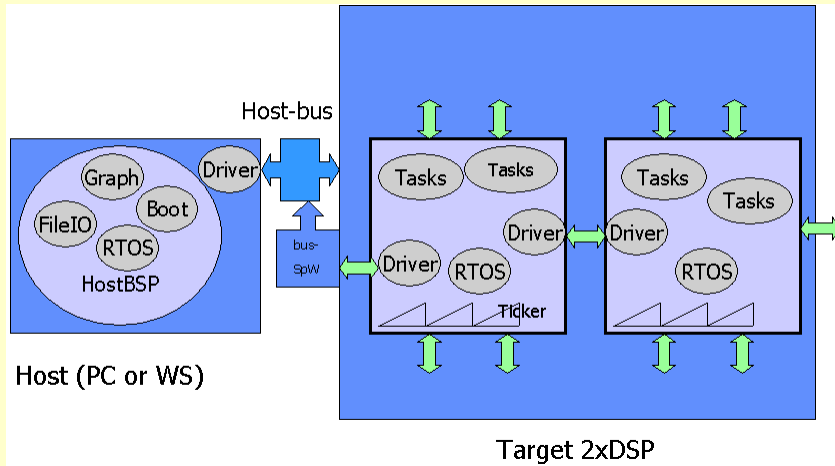 Host-bus
Graph
Driver
FileIO
Boot
RTOS
HostBSP
Host (PC or WS)
bus-
SpW
Tasks
Tasks
Driver
Driver
RTOS
Ticker
Tasks
Tasks
Driver
RTOS
Target 2xDSP